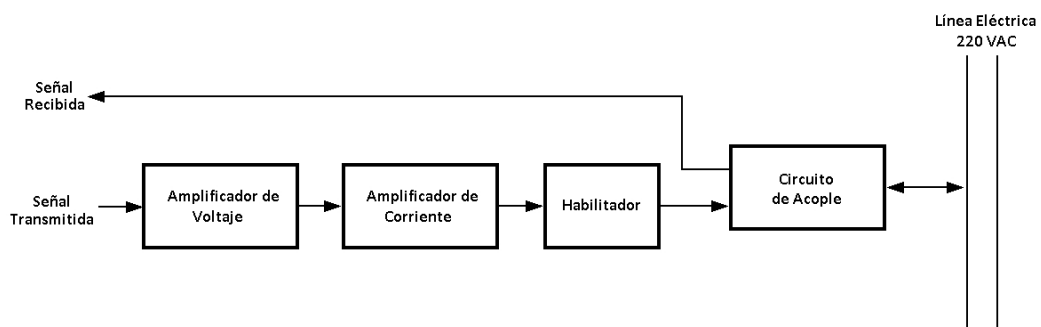 Línea Eléctrica
220 VAC
Señal
Recibida
Señal
Transmitida
Amplificador de
Voltaje
Amplificador de
Corriente
Habilitador
Circuito
de Acople